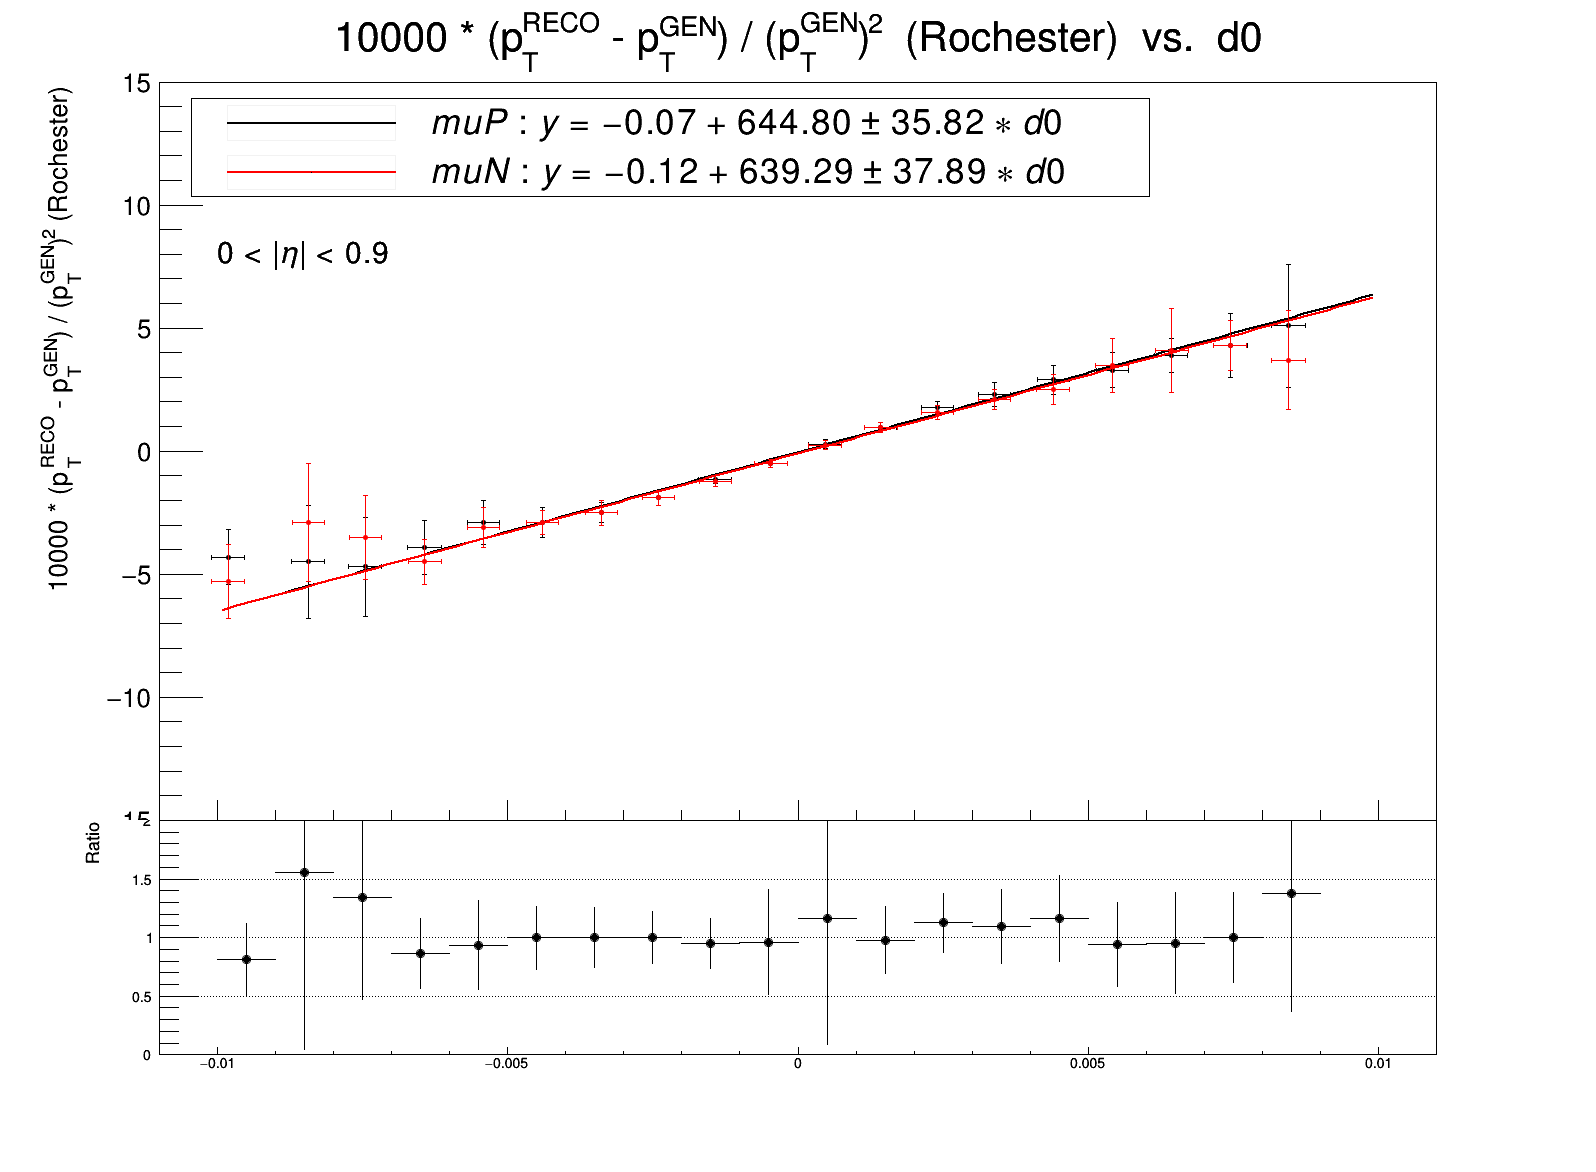 10000 * (p_T^RECO - p_T^GEN) / (p_T^GEN)^2 (Rochester) vs. d0
10000 * (p_T^RECO - p_T^GEN) / (p_T^GEN)^2 (Rochester)
15
muP : y = −0.07 + 644.80 ± 35.82 ∗ d0
muN : y = −0.12 + 639.29 ± 37.89 ∗ d0
10
0 < |η| < 0.9
5
0
−5
−10
Ratio
2
1.5
1
0.5
0
−0.01 −0.005 0 0.005 0.01